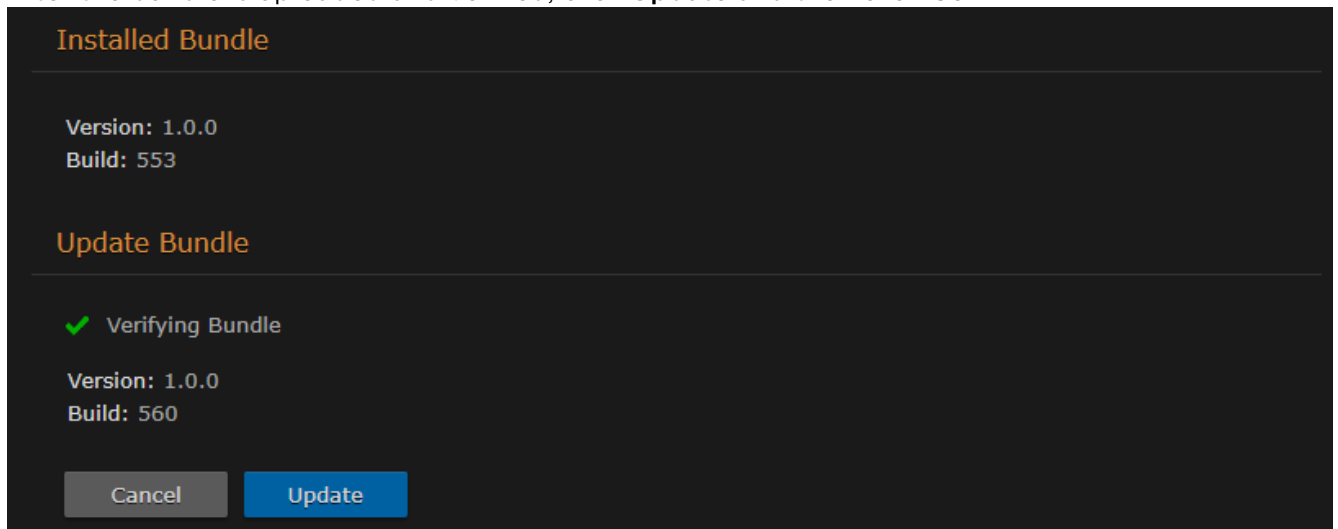 Installed Bundle
Version: 1.0.0
Build: 553
Update Bundle
Verifying Bundle
Version: 1.0.0
Build: 560
Cancel Update